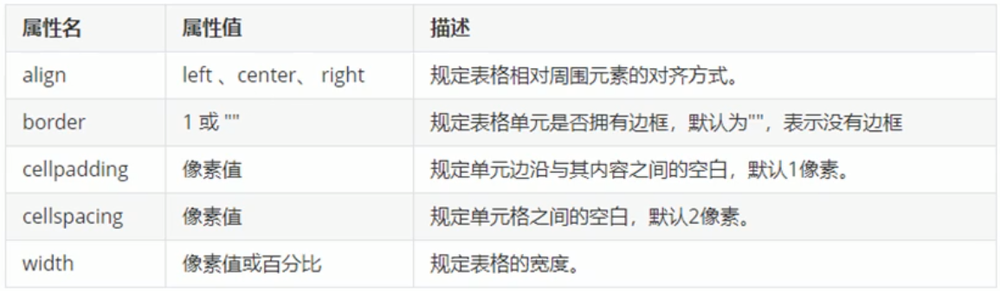 属性名 属性值 描述
align left 、center、 right 规定表格相对周围元素的对齐方式。
border 1 或 "" 规定表格单元是否拥有边框，默认为""，表示没有边框
cellpadding 像素值 规定单元边沿与其内容之间的空白，默认1像素。
cellspacing 像素值 规定单元格之间的空白，默认2像素。
width 像素值或百分比 规定表格的宽度。